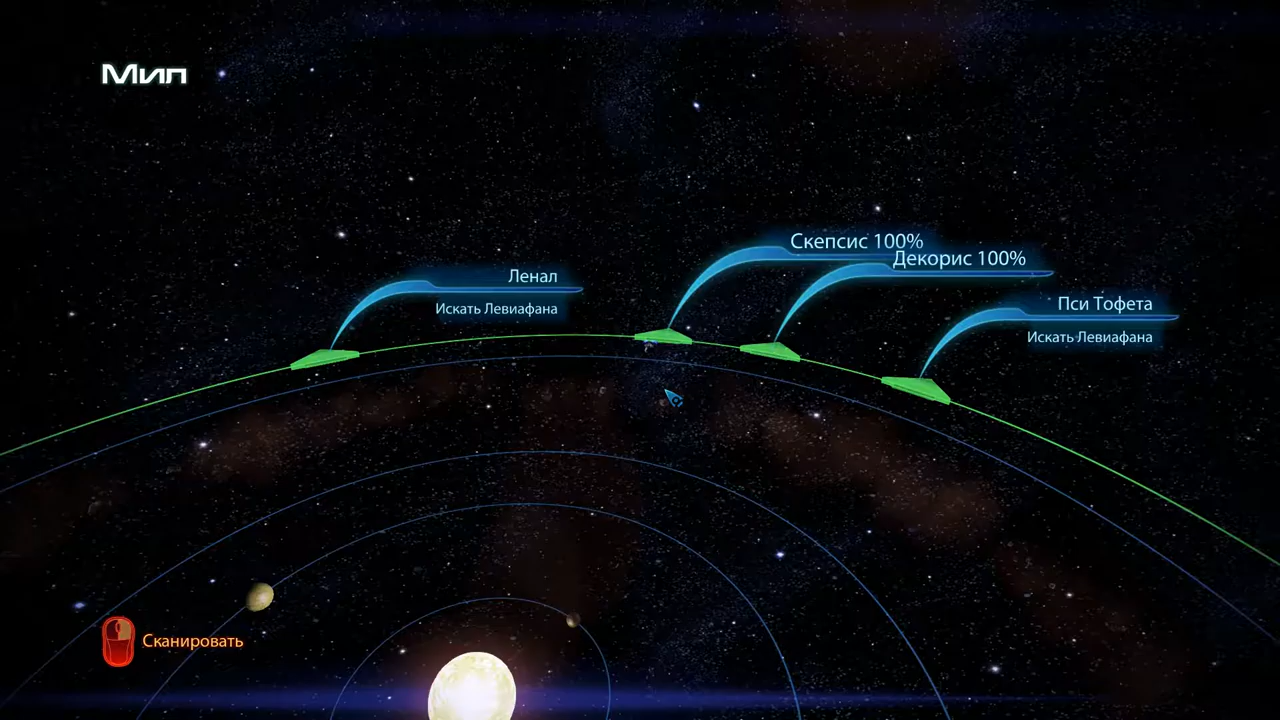 Мил
Скепсис 100%
Декорис 100%
Ленал
Искать Левиафана
Пси Тофета
Искать Левиафана
Сканировать